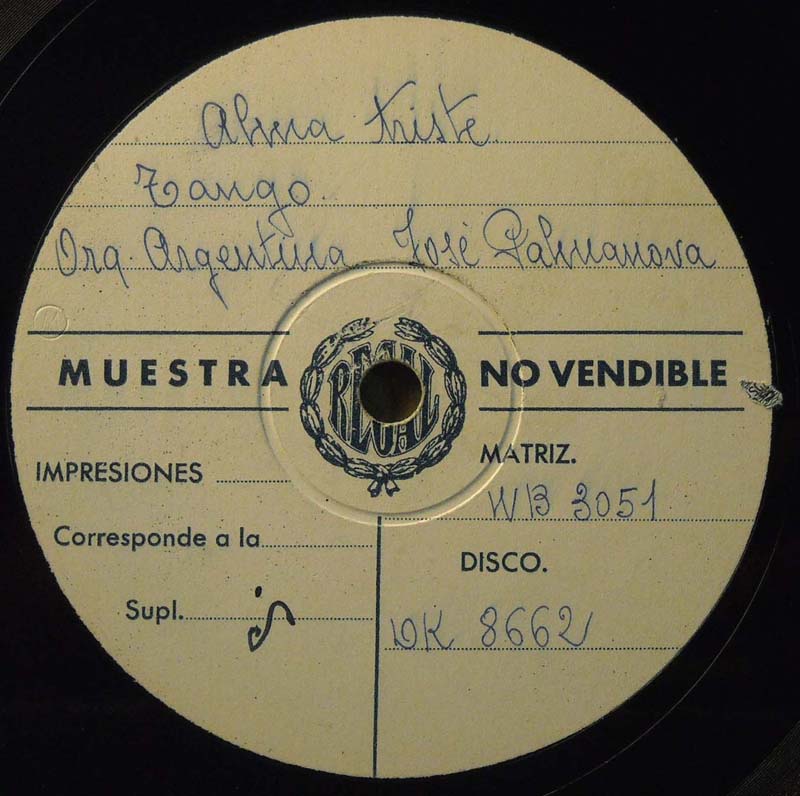 Alma triste
Tango.
Orq. Argentina José Palmanova
MUESTRA REGAL NO VENDIBLE
IMPRESIONES
Corresponde a la
Supl.
MATRIZ.
WB 3051
DISCO.
DK 8662